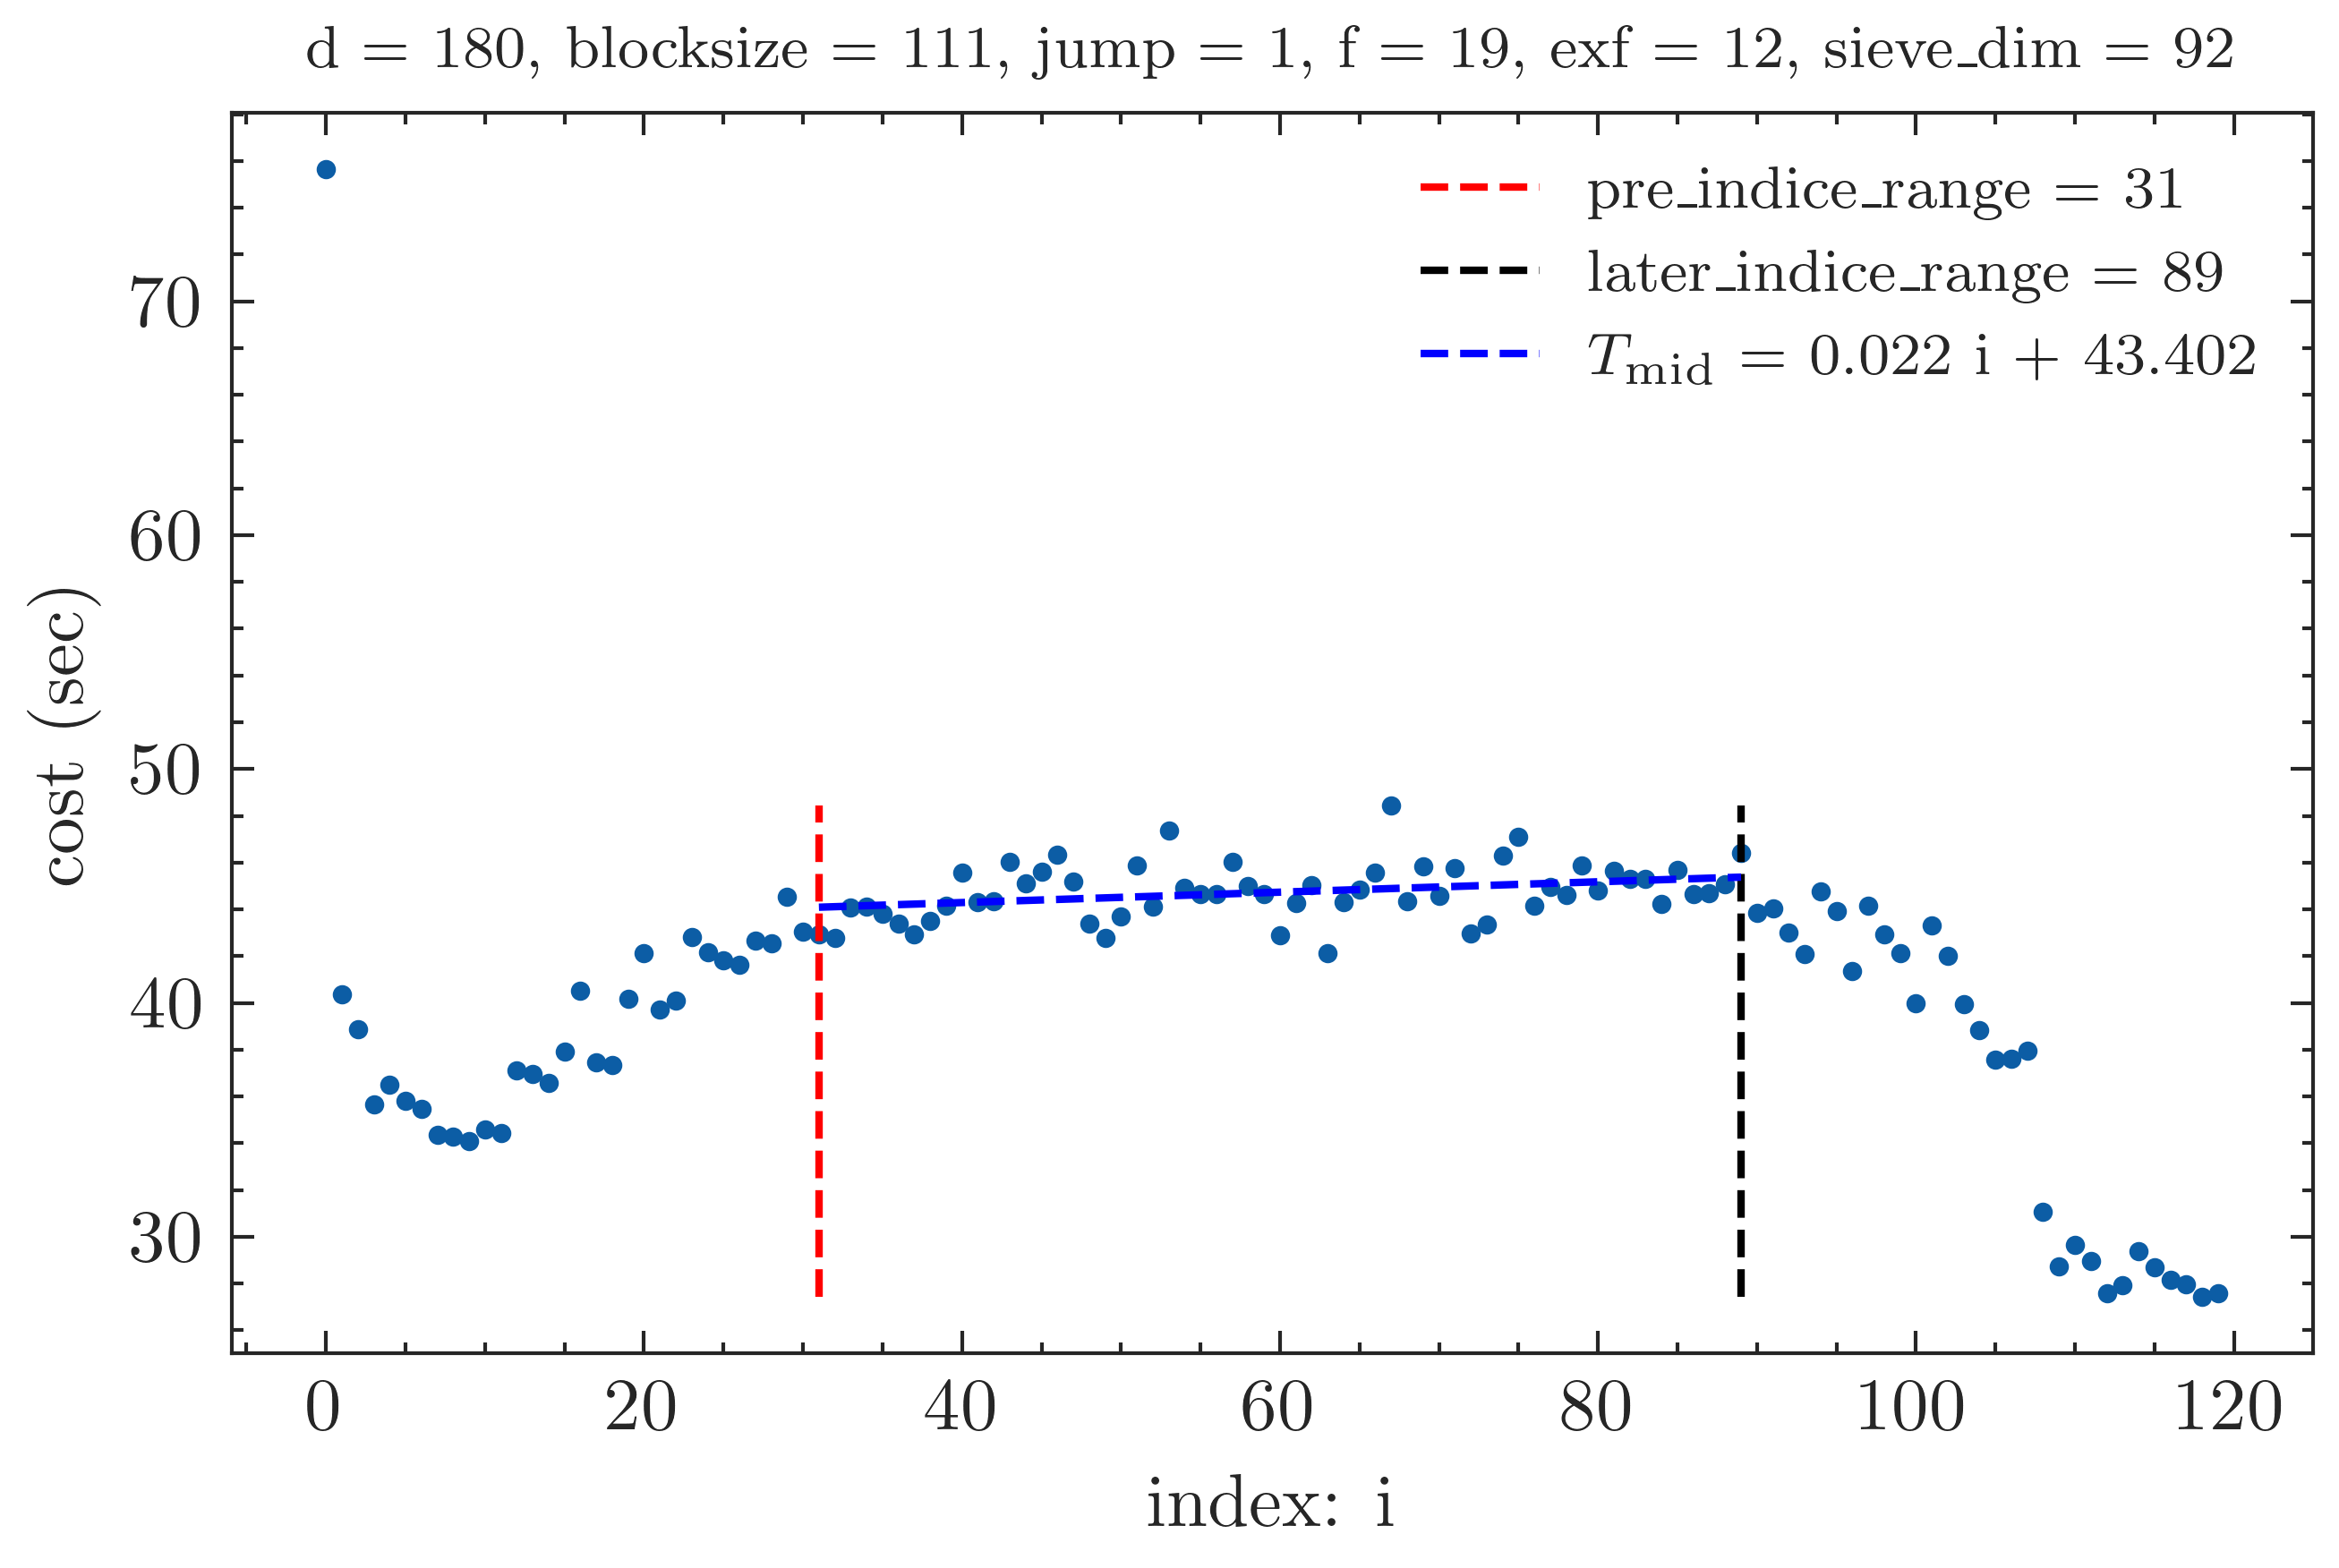 d = 180, blocksize = 111, jump = 1, f = 19, exf = 12, sieve_dim = 92
pre_indice_range = 31
later_indice_range = 89
T_mid = 0.022 i + 43.402
70
60
50
40
30
cost (sec)
0 20 40 60 80 100 120
index: i